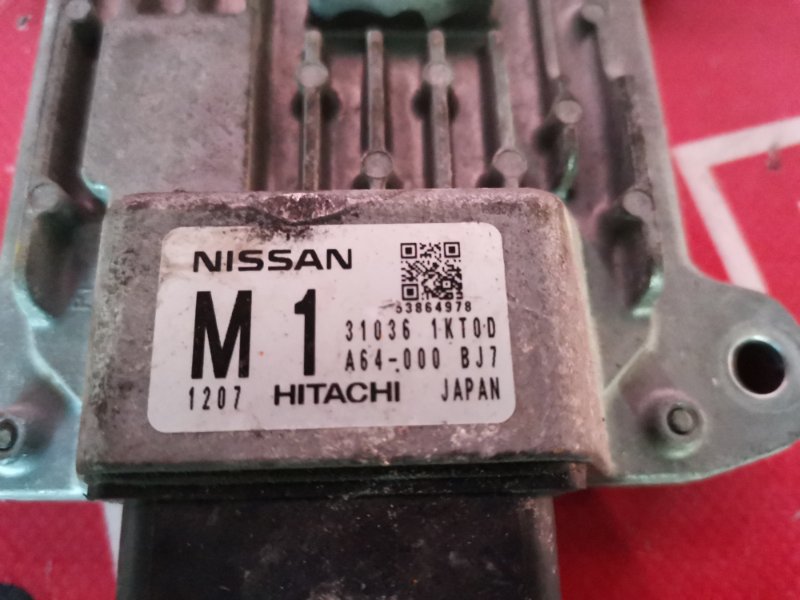 NISSAN
53864978
M 1
31036 1KT0D
A64-000 BJ7
1207 HITACHI JAPAN